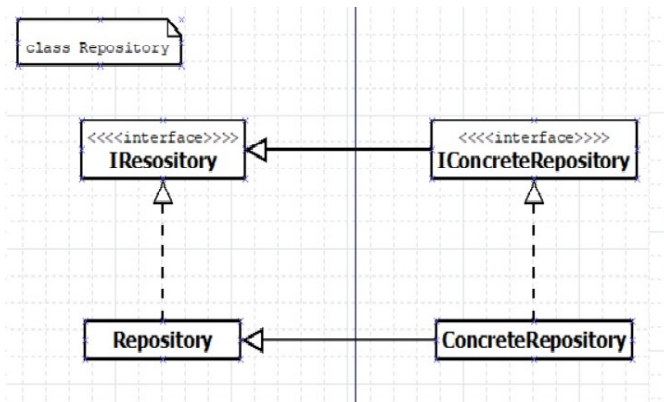 class Repository
<<<<interface>>>>
IResository
<<<<interface>>>>
IConcreteRepository
Repository
ConcreteRepository